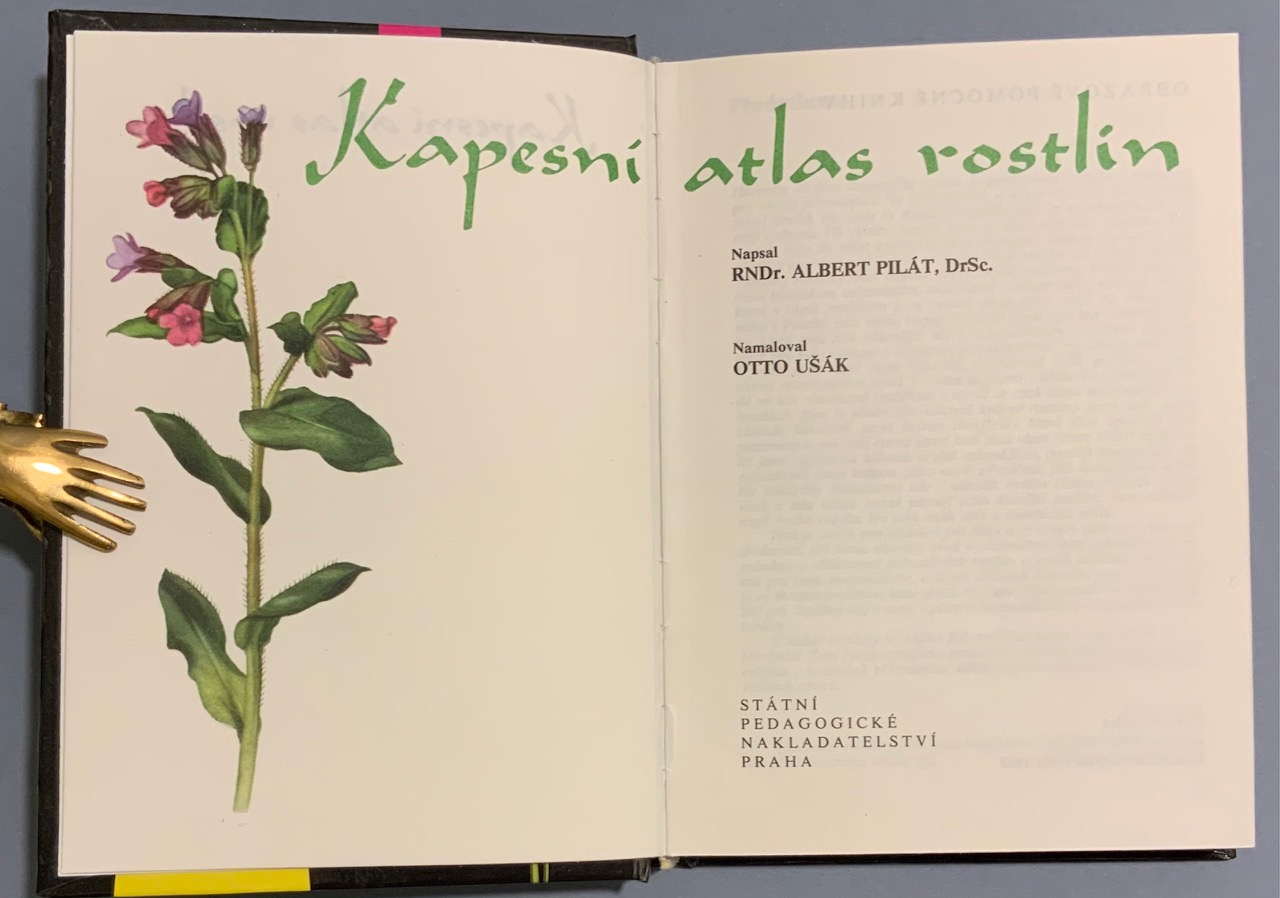 Kapesní atlas rostlin
Napsal
RNDr. ALBERT PILÁT, DrSc.
Namaloval
OTTO UŠÁK
STÁTNÍ
PEDAGOGICKÉ
NAKLADATELSTVÍ
PRAHA